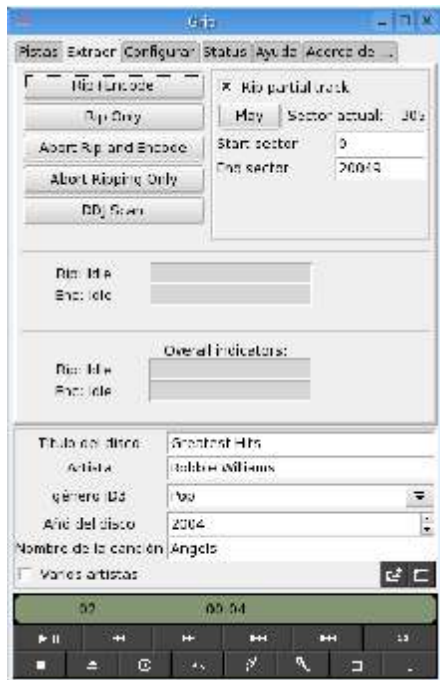 Grip
Pistas Extraer Configurar Status Ayuda Acerca de ...
Rip+Encode
Rip partial track
Rip Only
Play Sector actual: 305
Abort Rip and Encode
Start sector 0
Abort Ripping Only
End sector 20049
DDJ Scan
Rip: Idle
Enc: Idle
Overall indicators:
Rip: Idle
Enc: Idle
Título del disco Greatest Hits
Artista Robbie Williams
género ID3 Pop
Año del disco 2004
Nombre de la canción Angels
Varios artistas
02 00:04